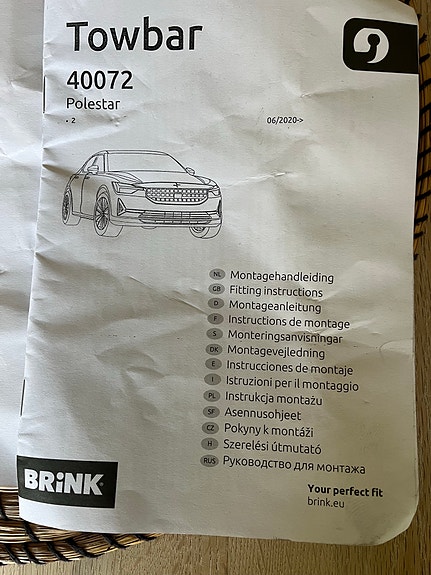 Towbar
40072
Polestar
• 2 06/2020->
NL Montagehandleiding
GB Fitting instructions
D Montageanleitung
F Instructions de montage
S Monteringsanvisningar
DK Montagevejledning
E Instrucciones de montaje
I Istruzioni per il montaggio
PL Instrukcja montażu
SF Asennusohjeet
CZ Pokyny k montáži
H Szerelési útmutató
RUS Руководство для монтажа
BRiNK
Your perfect fit
brink.eu